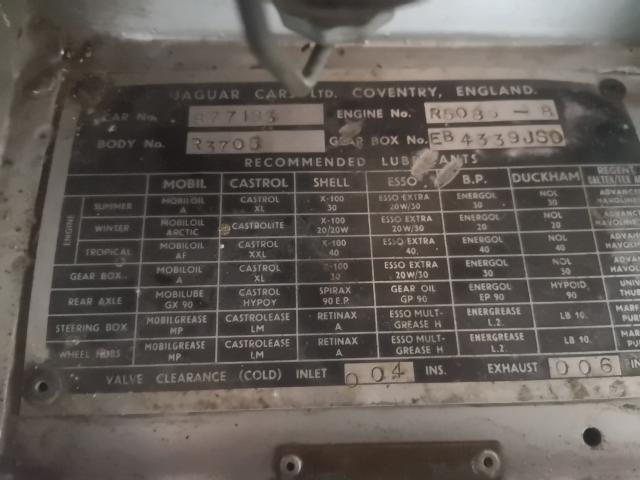 JAGUAR CARS LTD. COVENTRY, ENGLAND.
CAR No. 877193 ENGINE No. R5085 - 8
BODY No. R3708 GEAR BOX No. EB 4339JSO
RECOMMENDED LUBRICANTS
MOBIL CASTROL SHELL ESSO B.P. DUCKHAM REGENT
ENGINE SUMMER MOBILOIL A CASTROL XL X-100 30 ESSO EXTRA 20W/30 ENERGOL 30 NOL 30
WINTER MOBILOIL ARCTIC CASTROLITE X-100 20/20W ESSO EXTRA 20W/30 ENERGOL 20 NOL 20
TROPICAL MOBILOIL AF CASTROL XXL X-100 40 ESSO EXTRA 40. ENERGOL 40 NOL 40
GEAR BOX MOBILOIL A CASTROL XL X-100 30 ESSO EXTRA 20W/30 ENERGOL 30 NOL 30
REAR AXLE MOBILUBE GX 90 CASTROL HYPOY SPIRAX 90 E.P. GEAR OIL GP 90 ENERGOL EP 90 HYPOID 90
STEERING BOX MOBILGREASE MP CASTROLEASE LM RETINAX A ESSO MULT-GREASE H ENERGREASE L.2. LB 10.
WHEEL HUBS MOBILGREASE MP CASTROLEASE LM RETINAX A ESSO MULT-GREASE H ENERGREASE L.2. LB 10.
VALVE CLEARANCE (COLD) INLET 004 INS. EXHAUST 006